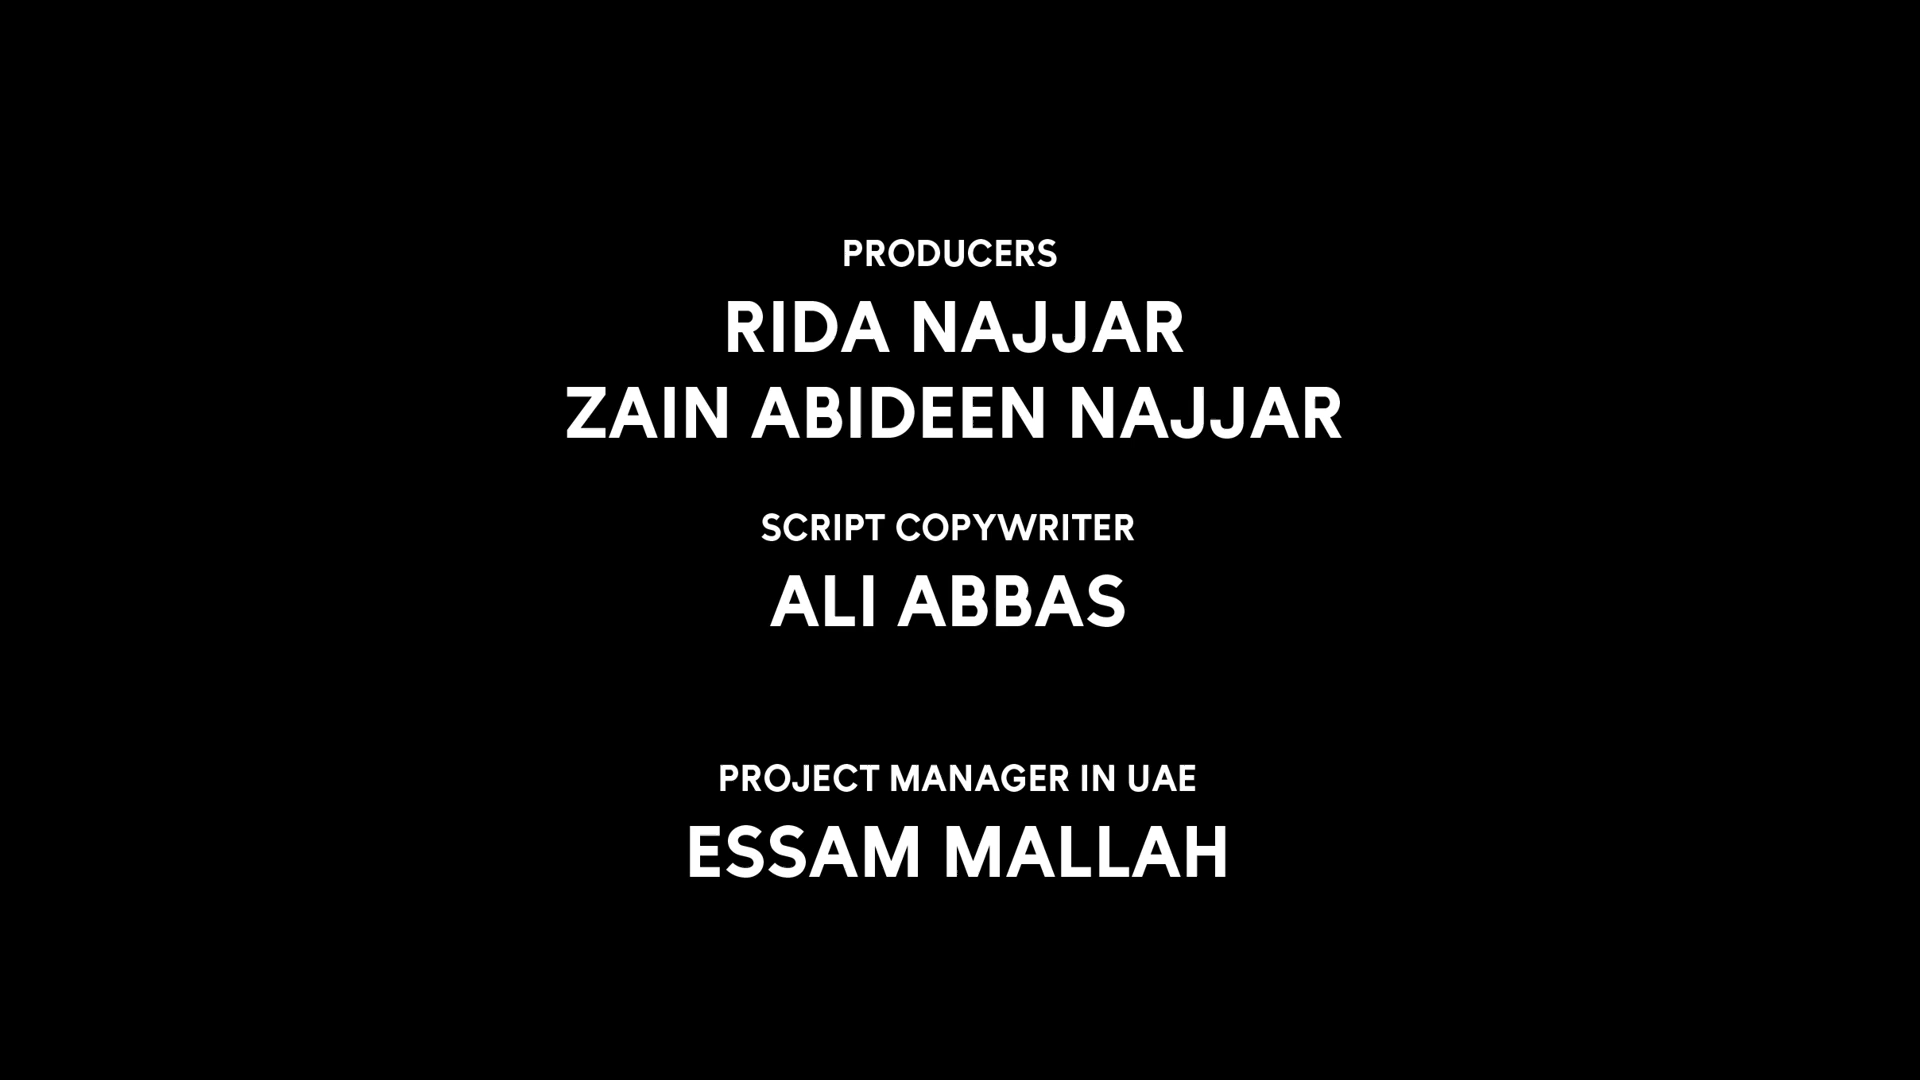 PRODUCERS
RIDA NAJJAR
ZAIN ABIDEEN NAJJAR
SCRIPT COPYWRITER
ALI ABBAS
PROJECT MANAGER IN UAE
ESSAM MALLAH